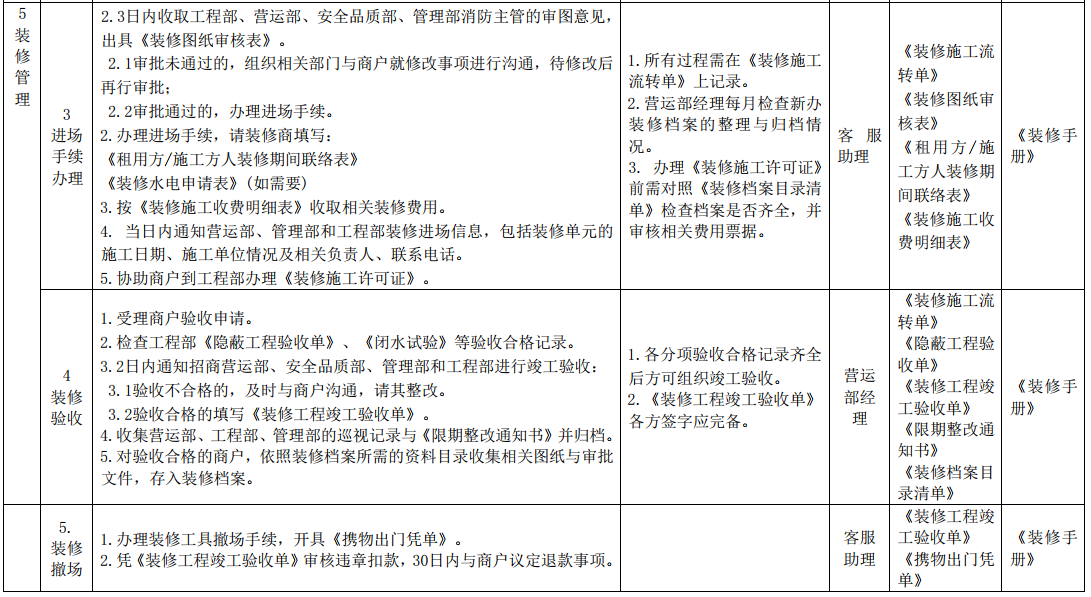 5
装
修
管
理
3
进场
手续
办理
2.3日内收取工程部、营运部、安全品质部、管理部消防主管的审图意见，
出具《装修图纸审核表》。
2.1审批未通过的，组织相关部门与商户就修改事项进行沟通，待修改后
再行审批；
2.2审批通过的，办理进场手续。
2.办理进场手续，请装修商填写：
《租用方/施工方人装修期间联络表》
《装修水电申请表》(如需要)
3.按《装修施工收费明细表》收取相关装修费用。
4. 当日内通知营运部、管理部和工程部装修进场信息，包括装修单元的
施工日期、施工单位情况及相关负责人、联系电话。
5.协助商户到工程部办理《装修施工许可证》。
1.所有过程需在《装修施工
流转单》上记录。
2.营运部经理每月检查新办
装修档案的整理与归档情
况。
3. 办理《装修施工许可证》
前需对照《装修档案目录清
单》检查档案是否齐全，并
审核相关费用票据。
客 服
助理
《装修施工流
转单》
《装修图纸审
核表》
《租用方/施
工方人装修期
间联络表》
《装修施工收
费明细表》
《装修手
册》
4
装修
验收
1.受理商户验收申请。
2.检查工程部《隐蔽工程验收单》、《闭水试验》等验收合格记录。
3.2日内通知招商营运部、安全品质部、管理部和工程部进行竣工验收：
3.1验收不合格的，及时与商户沟通，请其整改。
3.2验收合格的填写《装修工程竣工验收单》。
4.收集营运部、工程部、管理部的巡视记录与《限期整改通知书》并归档。
5.对验收合格的商户，依照装修档案所需的资料目录收集相关图纸与审批
文件，存入装修档案。
1.各分项验收合格记录齐全
后方可组织竣工验收。
2.《装修工程竣工验收单》
各方签字应完备。
营运
部经
理
《装修施工流
转单》
《隐蔽工程验
收单》
《装修工程竣
工验收单》
《限期整改通
知书》
《装修档案目
录清单》
《装修手
册》
5.
装修
撤场
1.办理装修工具撤场手续，开具《携物出门凭单》。
2.凭《装修工程竣工验收单》审核违章扣款，30日内与商户议定退款事项。
客服
助理
《装修工程竣
工验收单》
《携物出门凭
单》
《装修手
册》